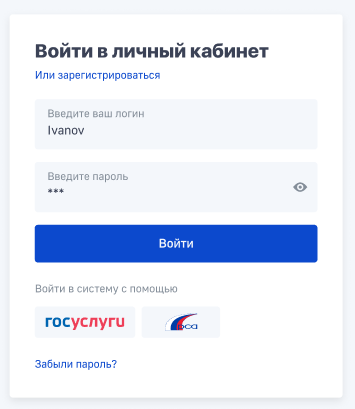 Войти в личный кабинет
Или зарегистрироваться
Введите ваш логин
Ivanov
Введите пароль
***
Войти
Войти в систему с помощью
госуслуги
Забыли пароль?